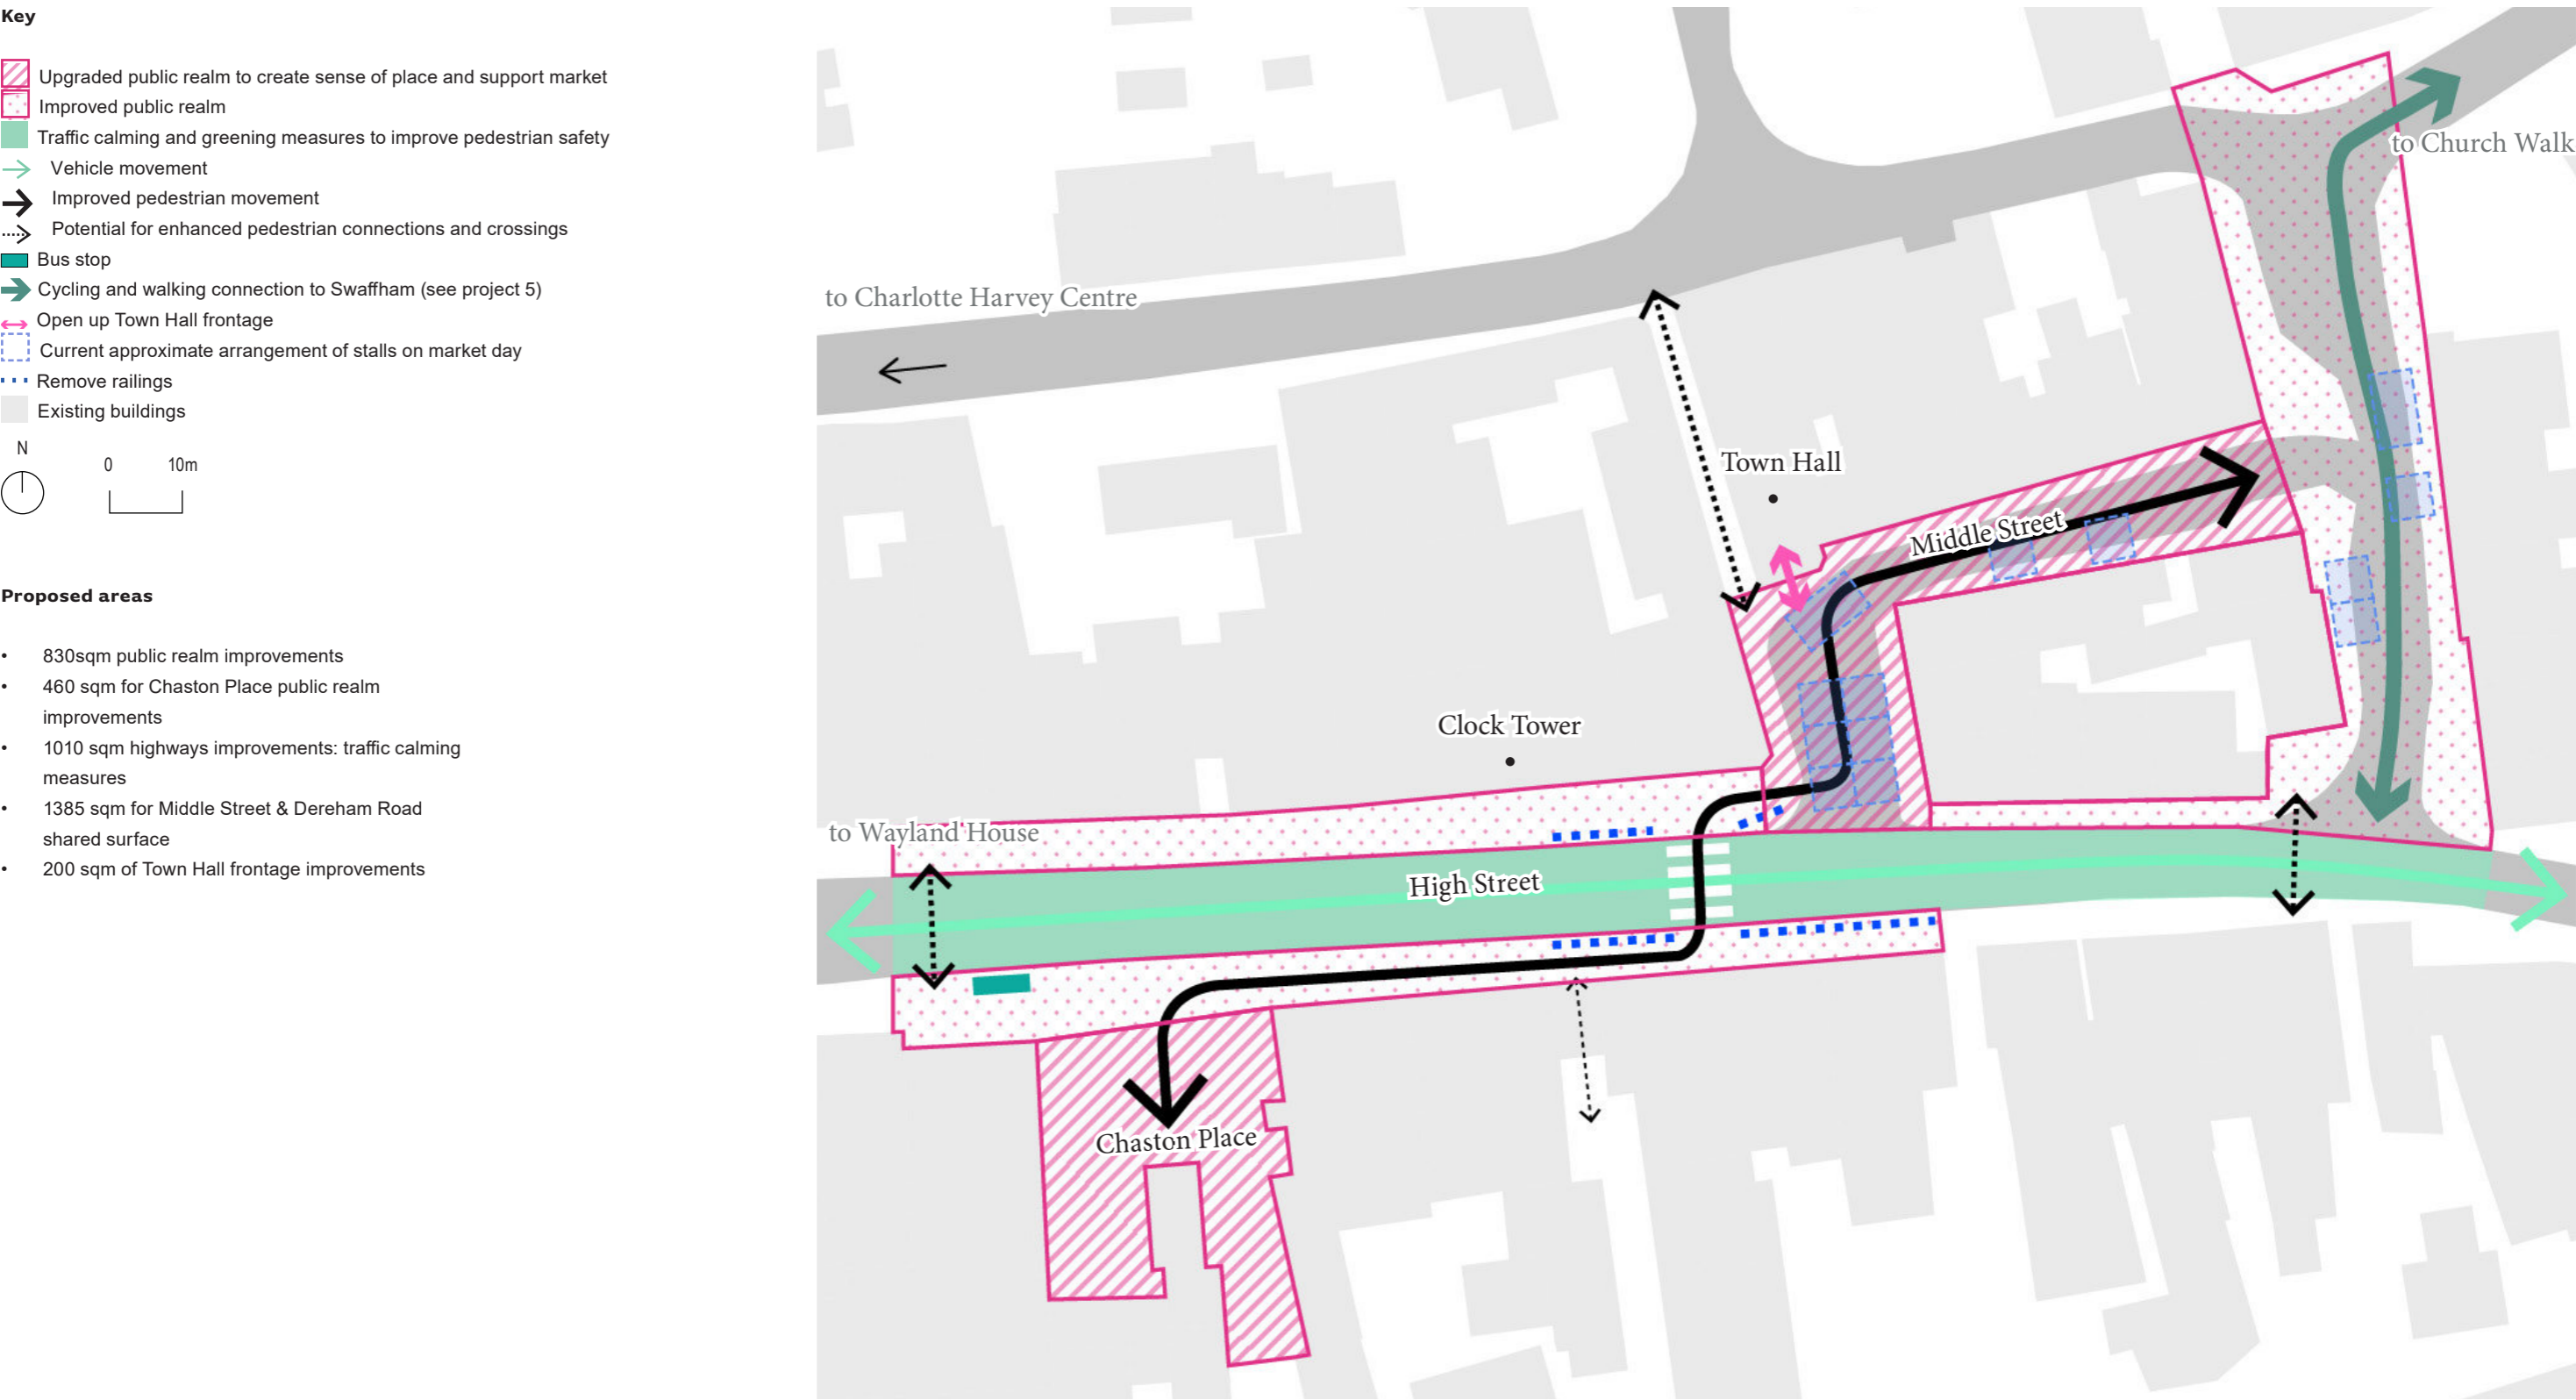 Key
Upgraded public realm to create sense of place and support market
Improved public realm
Traffic calming and greening measures to improve pedestrian safety
Vehicle movement
Improved pedestrian movement
Potential for enhanced pedestrian connections and crossings
Bus stop
Cycling and walking connection to Swaffham (see project 5)
Open up Town Hall frontage
Current approximate arrangement of stalls on market day
Remove railings
Existing buildings
N
0 10m
Proposed areas
• 830sqm public realm improvements
• 460 sqm for Chaston Place public realm
improvements
• 1010 sqm highways improvements: traffic calming
measures
• 1385 sqm for Middle Street & Dereham Road
shared surface
• 200 sqm of Town Hall frontage improvements
to Church Walk
to Charlotte Harvey Centre
Town Hall
Middle Street
Clock Tower
to Wayland House
High Street
Chaston Place